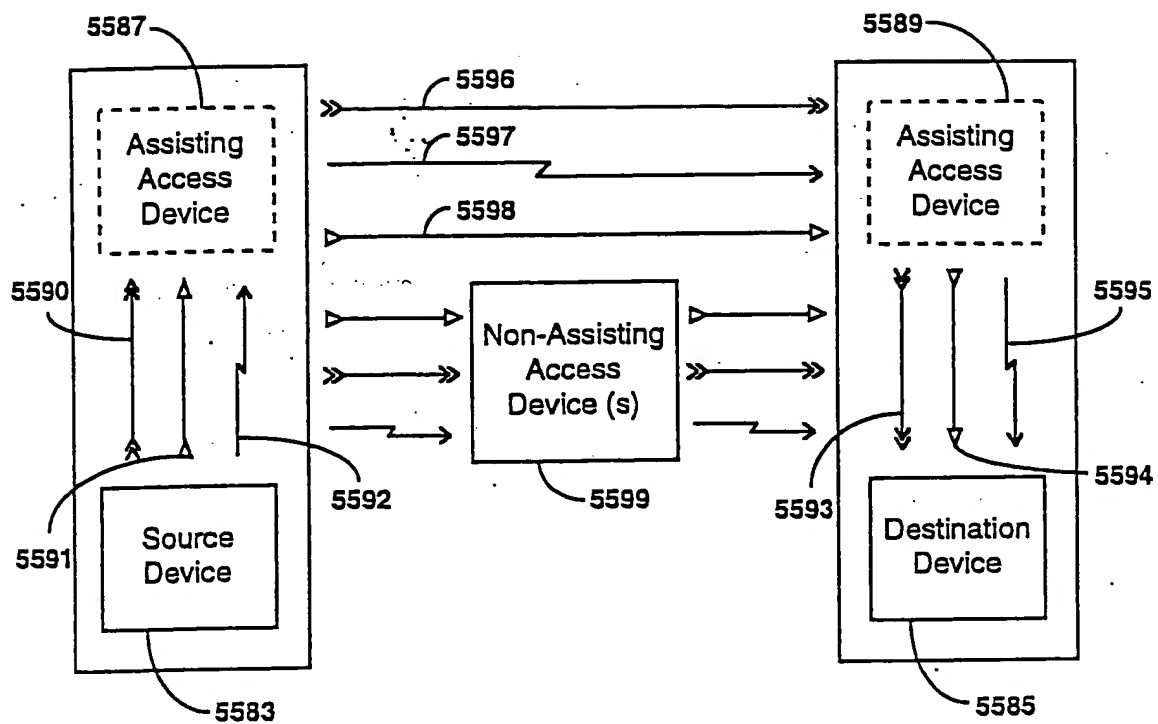 5587
5589
5596
Assisting
Access
Device
5597
Assisting
Access
Device
5598
5590
5595
Non-Assisting
Access
Device (s)
5591
5592
5599
5593
5594
Source
Device
Destination
Device
5583
5585